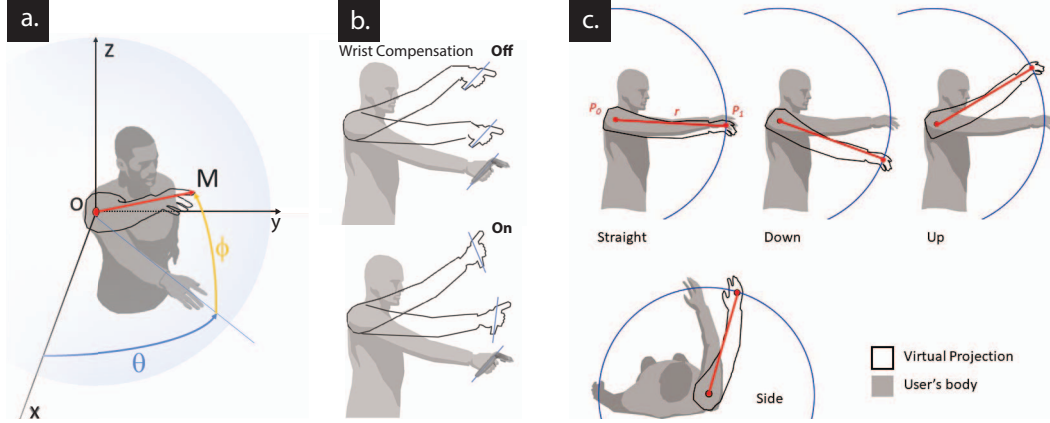 a.
z
O
M
y
ϕ
θ
x
b.
Wrist Compensation Off
On
c.
P0 r P1
Straight Down Up
Side
Virtual Projection
User's body